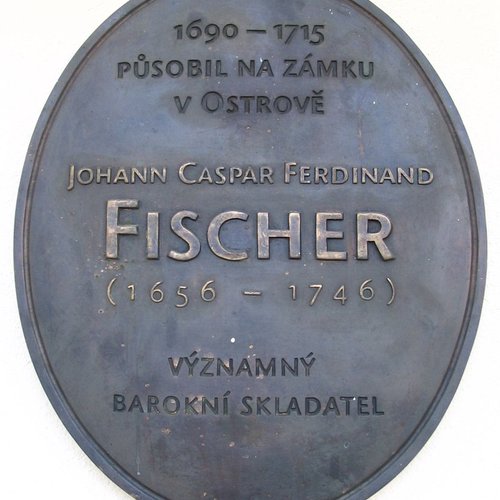 1690 – 1715
PŮSOBIL NA ZÁMKU
V OSTROVĚ
JOHANN CASPAR FERDINAND
FISCHER
(1656 – 1746)
VÝZNAMNÝ
BAROKNÍ SKLADATEL